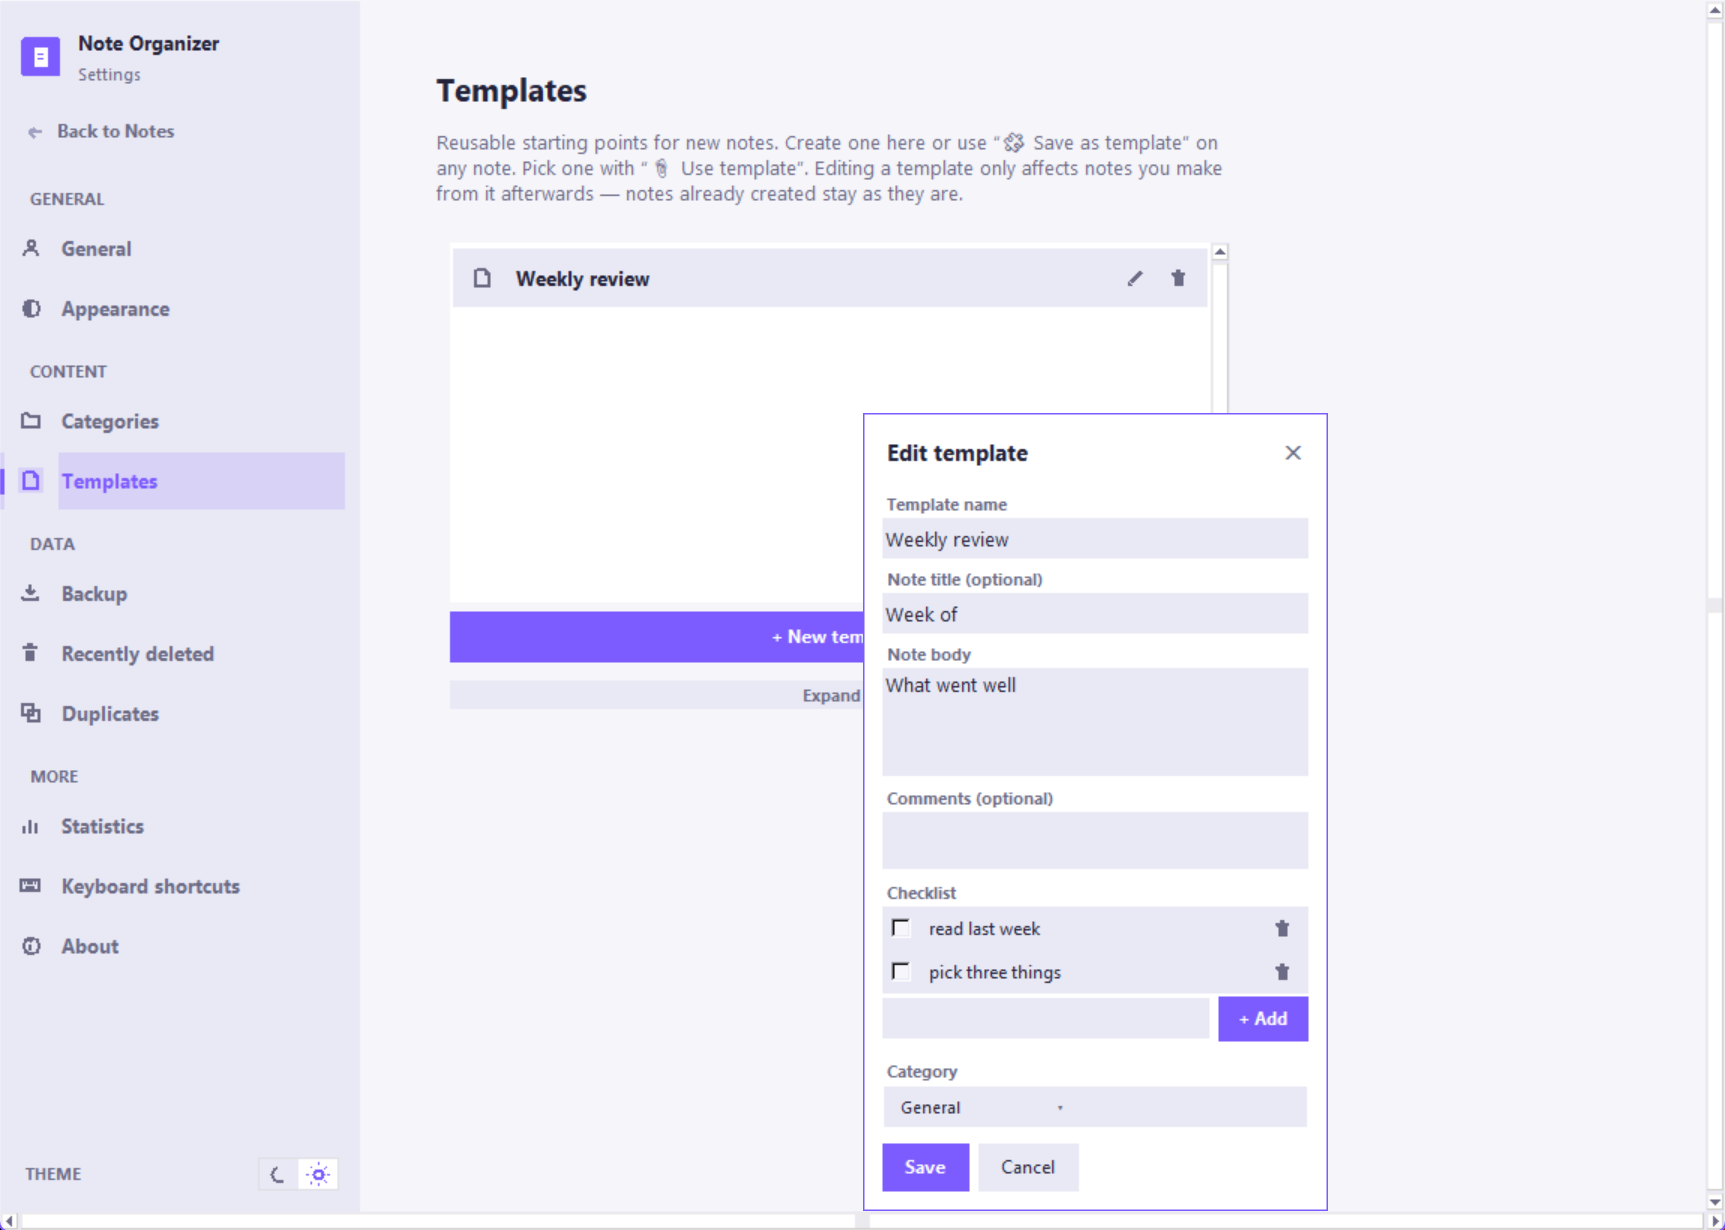 Note Organizer
Settings
Back to Notes
GENERAL
General
Appearance
CONTENT
Categories
Templates
DATA
Backup
Recently deleted
Duplicates
MORE
Statistics
Keyboard shortcuts
About
THEME
Templates
Reusable starting points for new notes. Create one here or use “ Save as template” on
any note. Pick one with “ Use template”. Editing a template only affects notes you make
from it afterwards — notes already created stay as they are.
Weekly review
+ New tem
Expand
Edit template
Template name
Weekly review
Note title (optional)
Week of
Note body
What went well
Comments (optional)
Checklist
read last week
pick three things
+ Add
Category
General
Save
Cancel